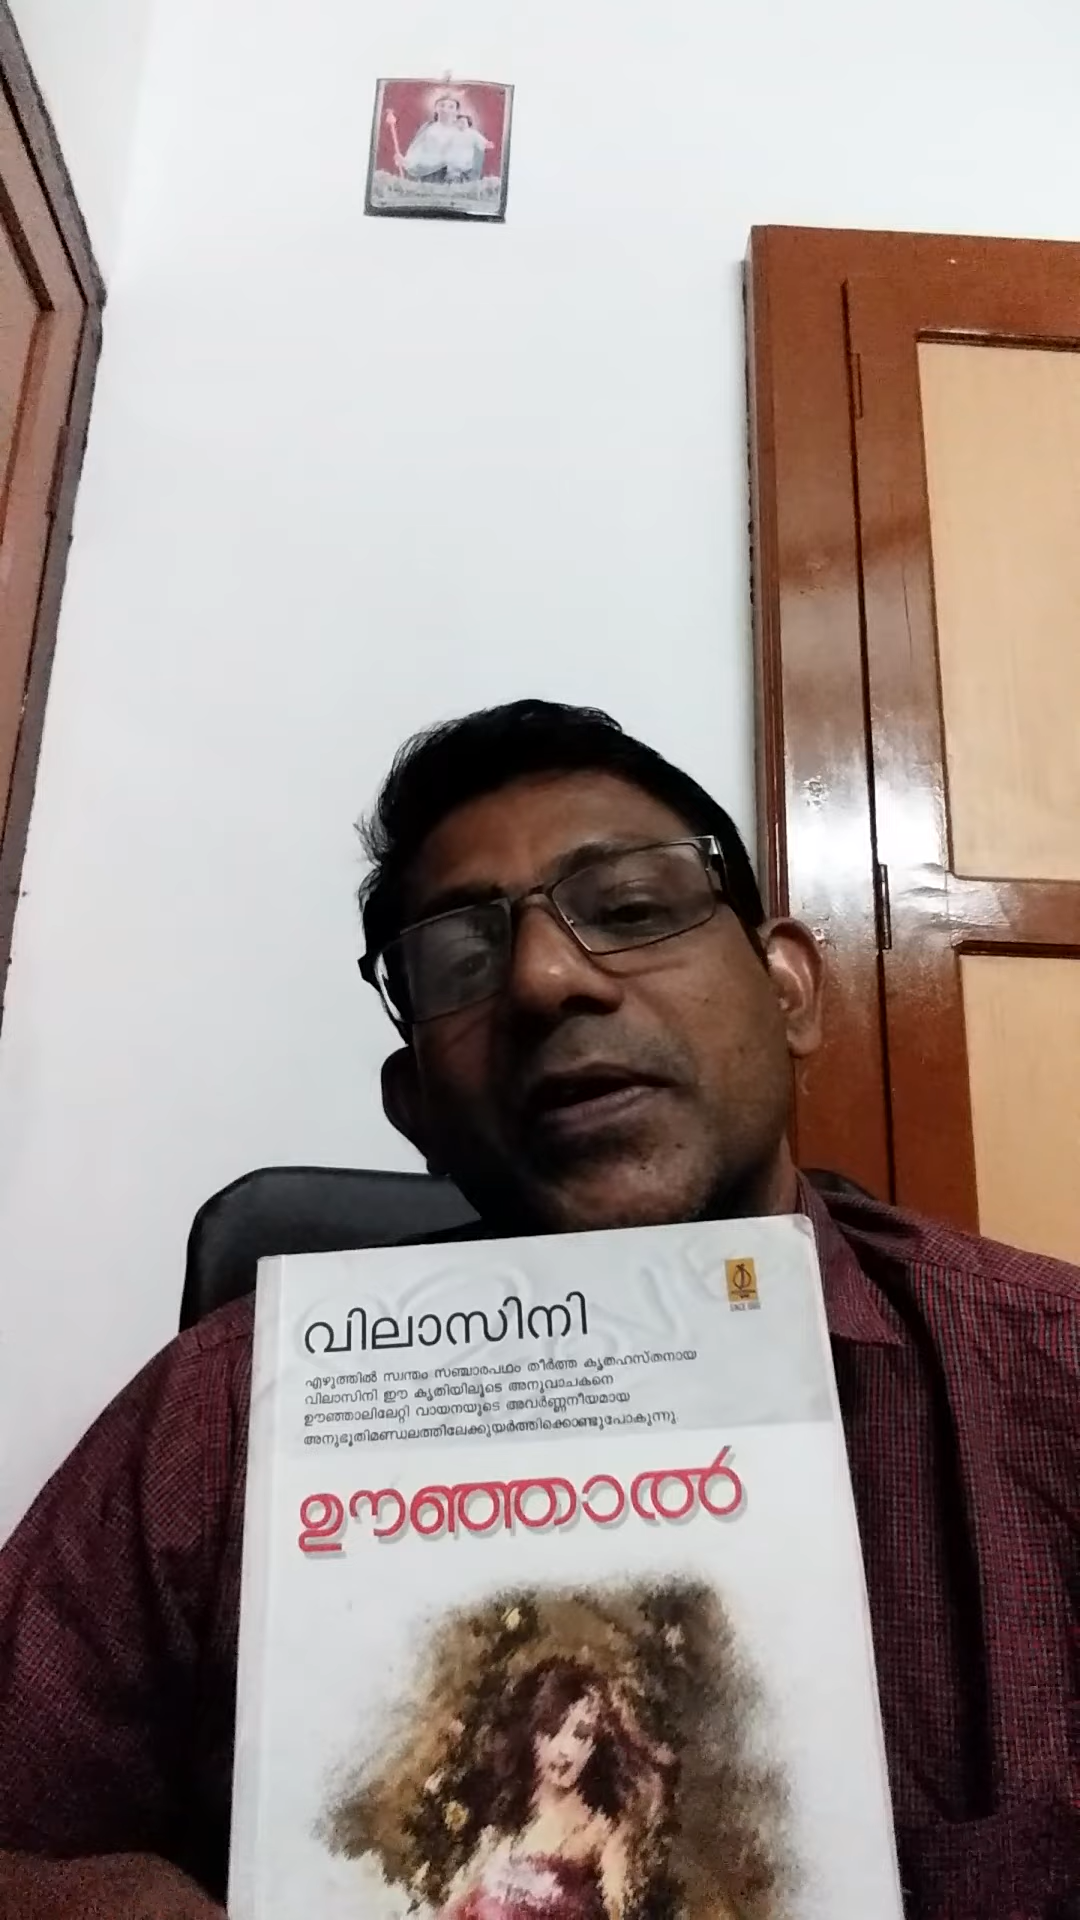 വിലാസിനി
എഴുത്തിൽ സ്വന്തം സഞ്ചാരപഥം തീർത്ത കൃതഹസ്തനായ
വിലാസിനി ഈ കൃതിയിലൂടെ അനുവാചകനെ
ഊഞ്ഞാലിലേറ്റി വായനയുടെ അവർണ്ണനീയമായ
അനുഭൂതിമണ്ഡലത്തിലേക്കുയർത്തിക്കൊണ്ടുപോകുന്നു.
ഊഞ്ഞാൽ